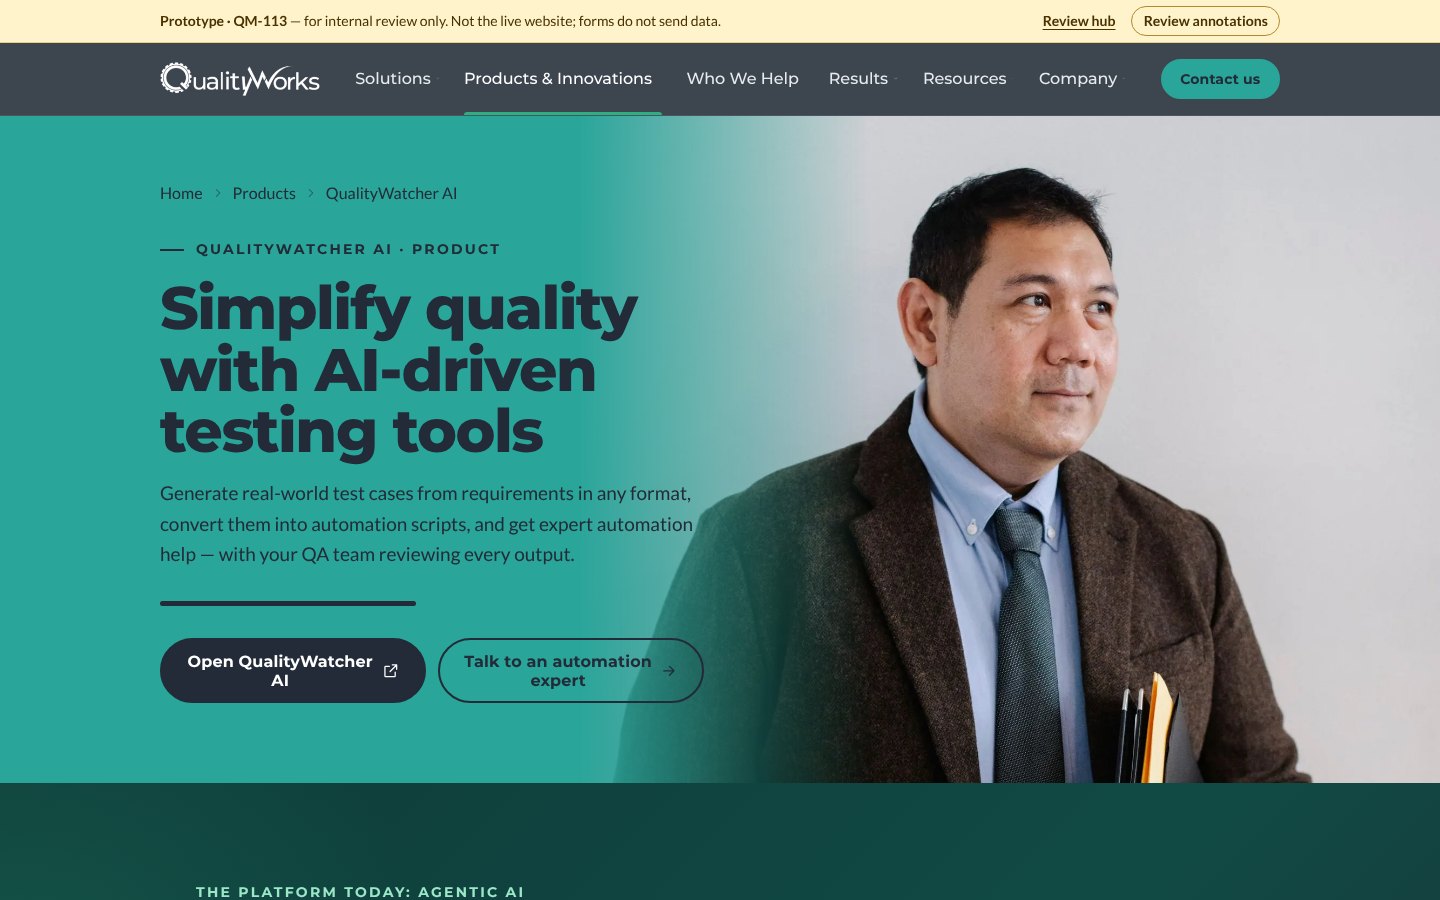 Prototype · QM-113 — for internal review only. Not the live website; forms do not send data.
Review hub
Review annotations
QualityWorks
Solutions
Products & Innovations
Who We Help
Results
Resources
Company
Contact us
Home > Products > QualityWatcher AI
QUALITYWATCHER AI · PRODUCT
Simplify quality
with AI-driven
testing tools
Generate real-world test cases from requirements in any format,
convert them into automation scripts, and get expert automation
help — with your QA team reviewing every output.
Open QualityWatcher
AI
Talk to an automation
expert
THE PLATFORM TODAY: AGENTIC AI